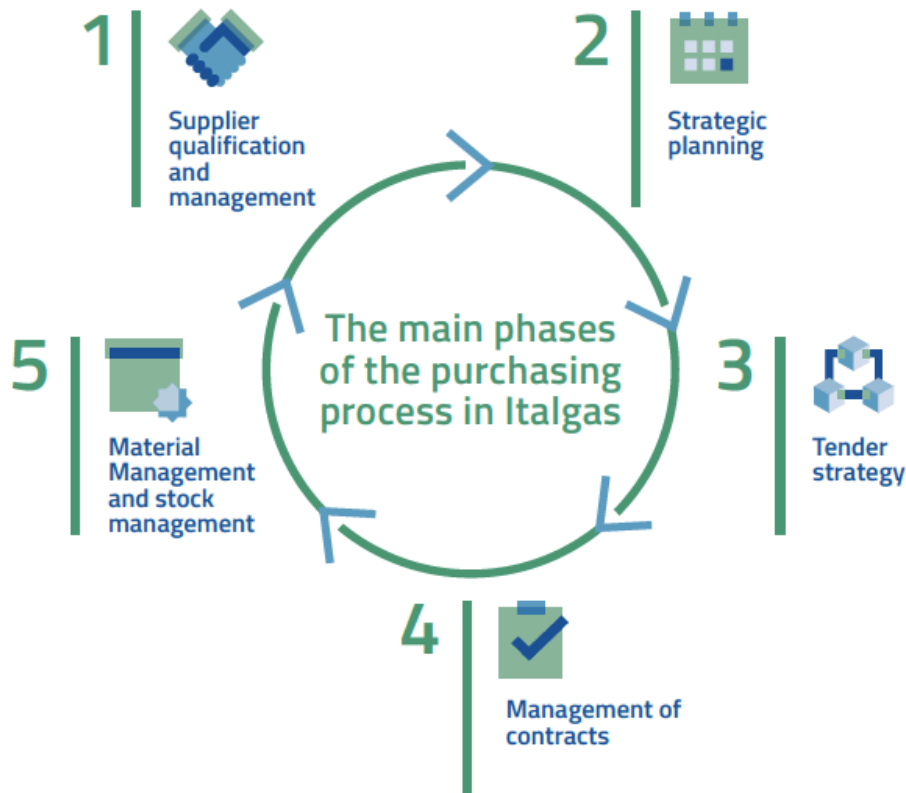 1
Supplier
qualification
and
management
2
Strategic
planning
The main phases
of the purchasing
process in Italgas
3
Tender
strategy
4
Management of
contracts
5
Material
Management
and stock
management